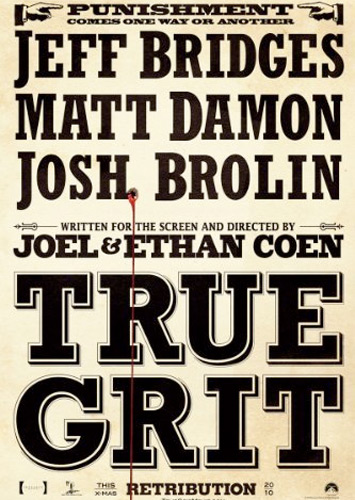 PUNISHMENT
COMES ONE WAY OR ANOTHER
JEFF BRIDGES
MATT DAMON
JOSH BROLIN
WRITTEN FOR THE SCREEN AND DIRECTED BY
JOEL & ETHAN COEN
TRUE
GRIT
THIS X-MAS RETRIBUTION 2010